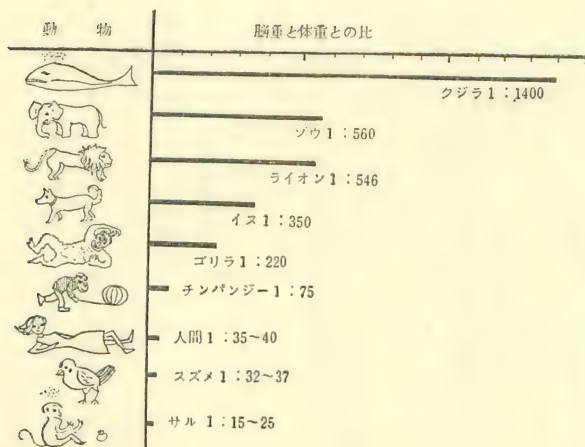 動物 脳重と体重との比
クジラ 1:1400
ゾウ 1:560
ライオン 1:546
イヌ 1:350
ゴリラ 1:220
チンパンジー 1:75
人間 1:35~40
スズメ 1:32~37
サル 1:15~25